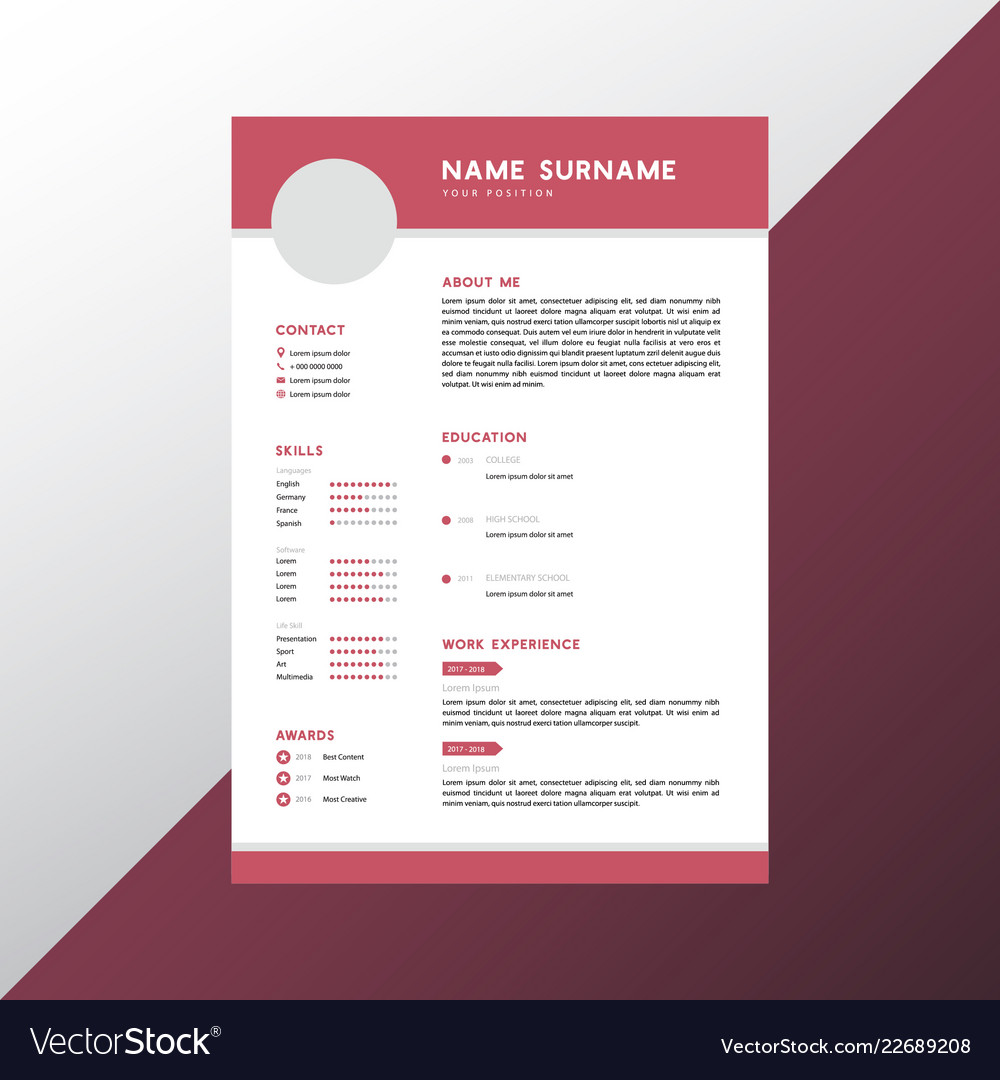 NAME SURNAME
YOUR POSITION
CONTACT
Lorem ipsum dolor
+ 000 0000 0000
Lorem ipsum dolor
Lorem ipsum dolor
SKILLS
Languages
English
Germany
France
Spanish
Software
Lorem
Lorem
Lorem
Lorem
Life Skill
Presentation
Sport
Art
Multimedia
AWARDS
2018 Best Content
2017 Most Watch
2016 Most Creative
ABOUT ME
Lorem ipsum dolor sit amet, consectetuer adipiscing elit, sed diam nonummy nibh
euismod tincidunt ut laoreet dolore magna aliquam erat volutpat. Ut wisi enim ad
minim veniam, quis nostrud exerci tation ullamcorper suscipit lobortis nisl ut aliquip ex
ea commodo consequat. Duis autem vel eum iriure dolor in hendrerit in vulputate velit
esse molestie consequat, vel illum dolore eu feugiat nulla facilisis at vero eros et
accumsan et iusto odio dignissim qui blandit praesent luptatum zzril delenit augue duis
dolore te feugait nulla facilisi. Lorem ipsum dolor sit amet, cons ectetuer adipiscing elit,
sed diam nonummy nibh euismod tincidunt ut laoreet dolore magna aliquam erat
volutpat. Ut wisi enim ad minim.
EDUCATION
2003 COLLEGE
Lorem ipsum dolor sit amet
2008 HIGH SCHOOL
Lorem ipsum dolor sit amet
2011 ELEMENTARY SCHOOL
Lorem ipsum dolor sit amet
WORK EXPERIENCE
2017 - 2018
Lorem Ipsum
Lorem ipsum dolor sit amet, consectetuer adipiscing elit, sed diam nonummy nibh
euismod tincidunt ut laoreet dolore magna aliquam erat volutpat. Ut wisi enim ad
minim veniam, quis nostrud exerci tation ullamcorper suscipit.
2017 - 2018
Lorem Ipsum
Lorem ipsum dolor sit amet, consectetuer adipiscing elit, sed diam nonummy nibh
euismod tincidunt ut laoreet dolore magna aliquam erat volutpat. Ut wisi enim ad
minim veniam, quis nostrud exerci tation ullamcorper suscipit.
VectorStock®
VectorStock.com/22689208